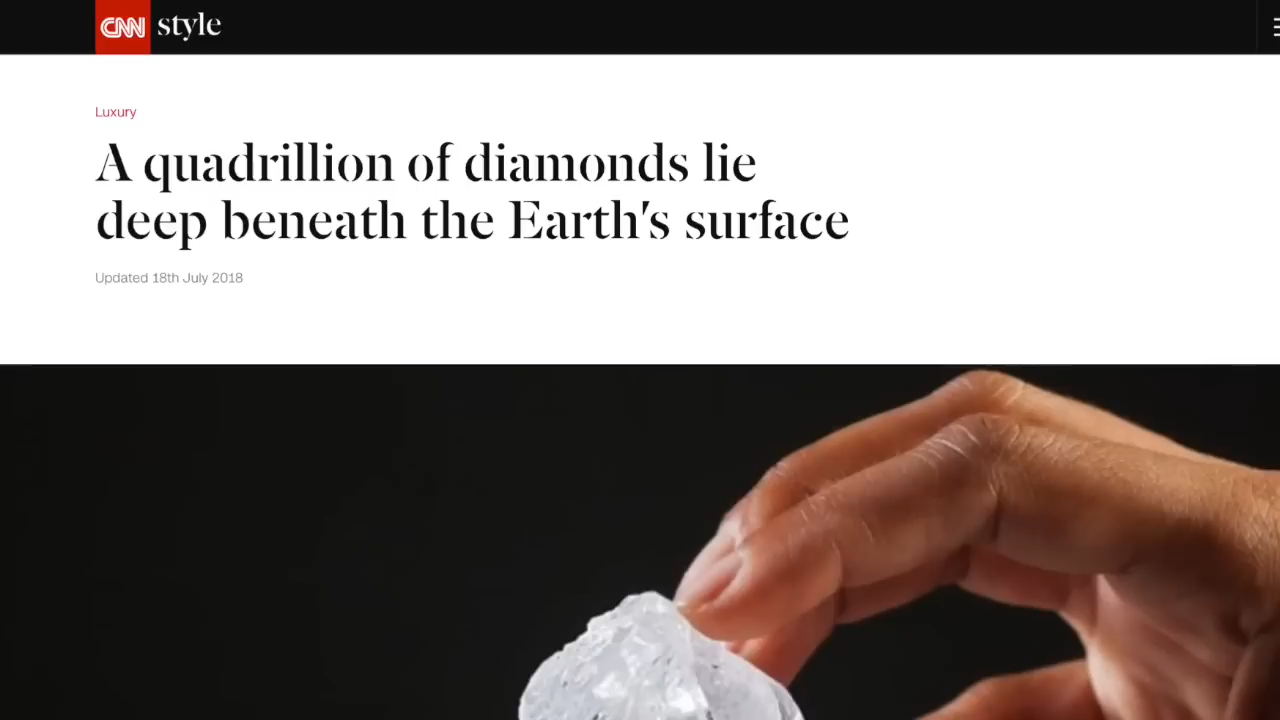 CNN style
Luxury
A quadrillion of diamonds lie
deep beneath the Earth's surface
Updated 18th July 2018